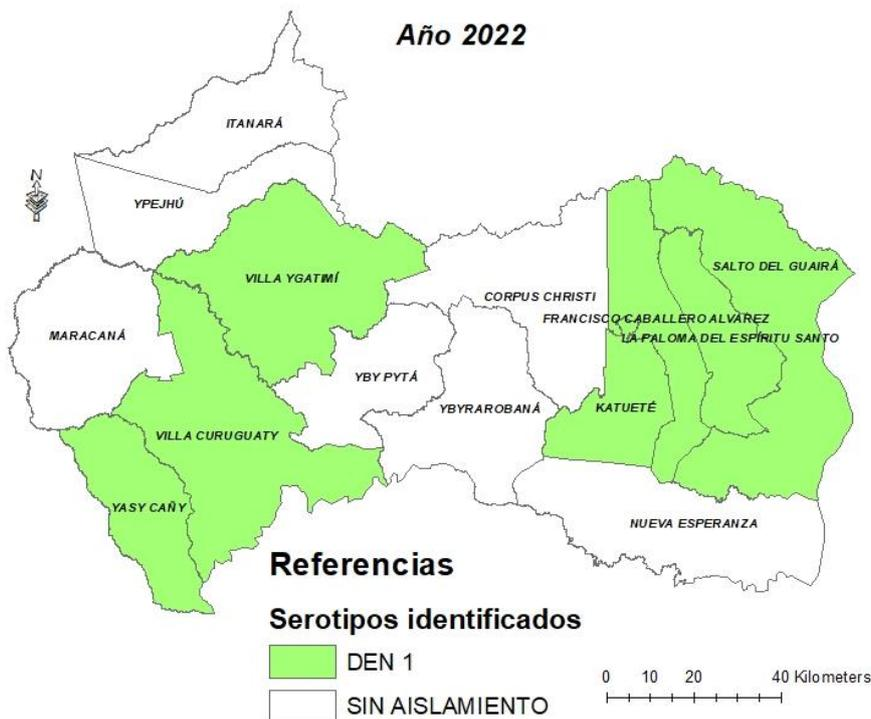 Año 2022
ITANARÁ
N
YPEJHÚ
VILLA YGATIMÍ
SALTO DEL GUAIRÁ
CORPUS CHRISTI
FRANCISCO CABALLERO ALVAREZ
MARACANÁ
LA PALOMA DEL ESPÍRITU SANTO
YBY PYTÁ
YBYRAROBANÁ
KATUETÉ
VILLA CURUGUATY
YASY CAÑY
NUEVA ESPERANZA
Referencias
Serotipos identificados
DEN 1
SIN AISLAMIENTO
0 10 20 40 Kilometers